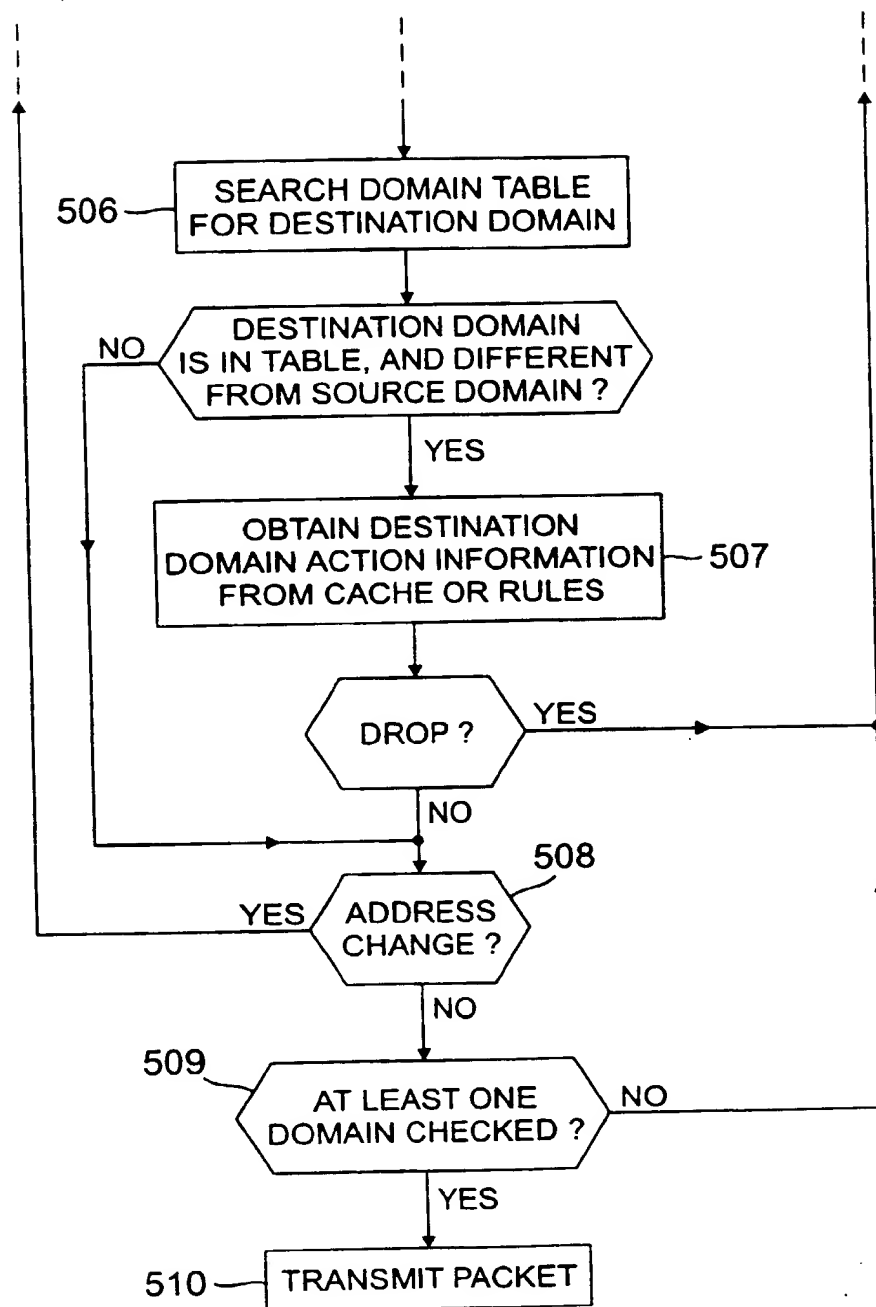 506
SEARCH DOMAIN TABLE
FOR DESTINATION DOMAIN
NO
DESTINATION DOMAIN
IS IN TABLE, AND DIFFERENT
FROM SOURCE DOMAIN ?
YES
OBTAIN DESTINATION
DOMAIN ACTION INFORMATION
FROM CACHE OR RULES
507
DROP ?
YES
NO
508
YES
ADDRESS
CHANGE ?
NO
509
AT LEAST ONE
DOMAIN CHECKED ?
NO
YES
510
TRANSMIT PACKET